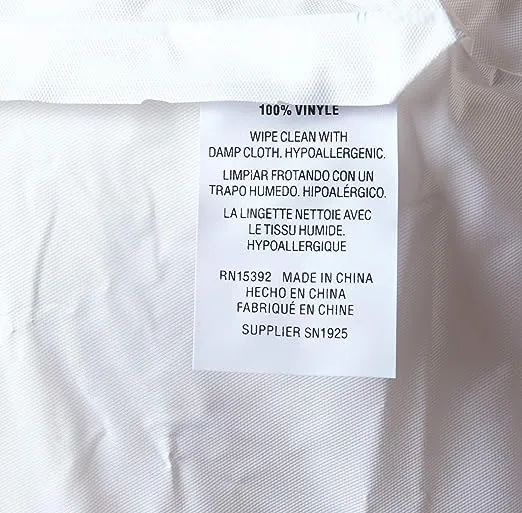 100% VINYLE
WIPE CLEAN WITH
DAMP CLOTH, HYPOALLERGENIC.
LIMPIAR FROTANDO CON UN
TRAPO HUMEDO. HIPOALÉRGICO.
LA LINGETTE NETTOIE AVEC
LE TISSU HUMIDE.
HYPOALLERGIQUE
RN15392 MADE IN CHINA
HECHO EN CHINA
FABRIQUÉ EN CHINE
SUPPLIER SN1925